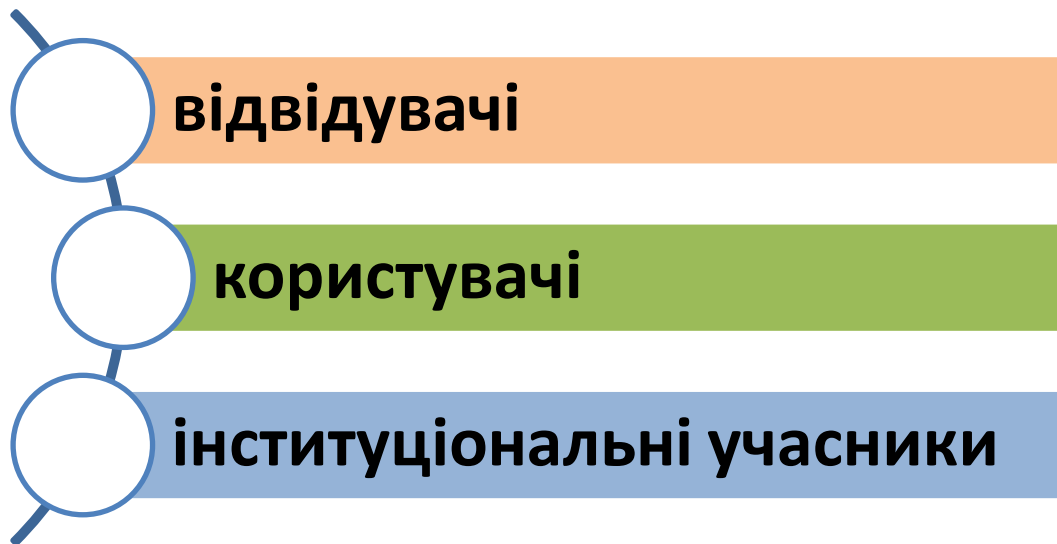 відвідувачі
користувачі
інституціональні учасники